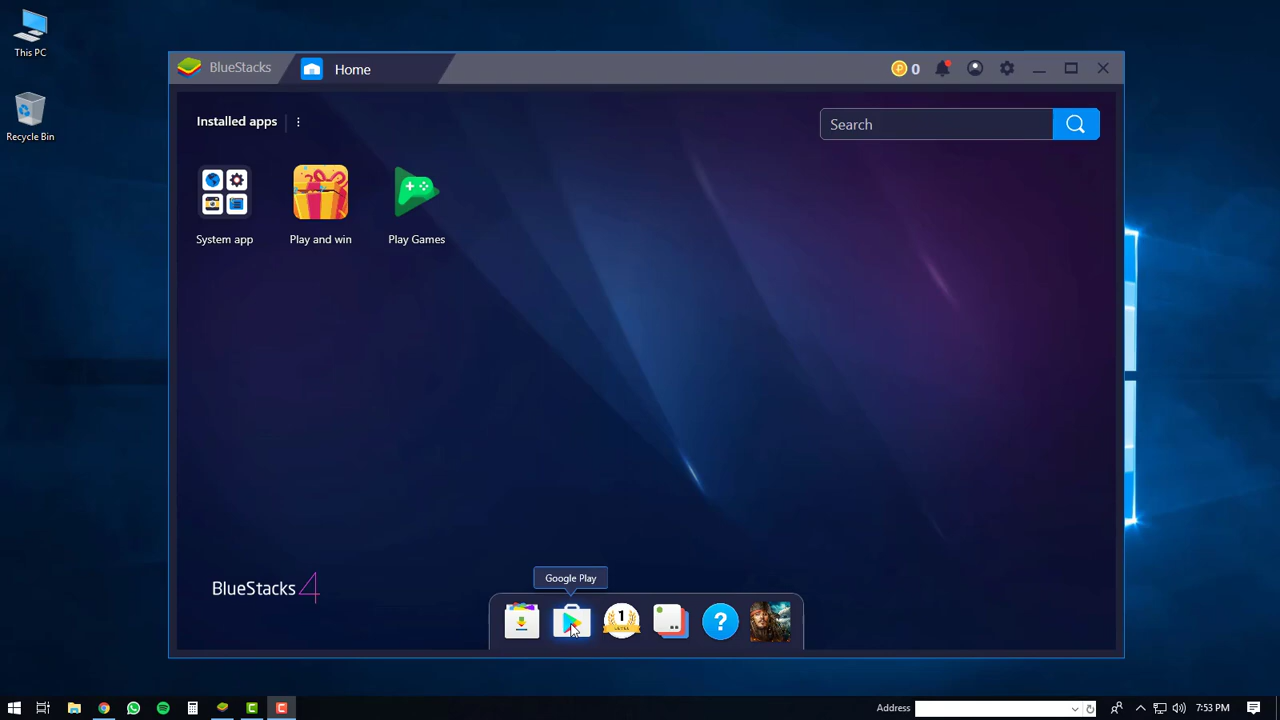 This PC
Recycle Bin
BlueStacks
Home
0
Installed apps
Search
System app
Play and win
Play Games
BlueStacks 4
Google Play
1
?
Address
7:53 PM